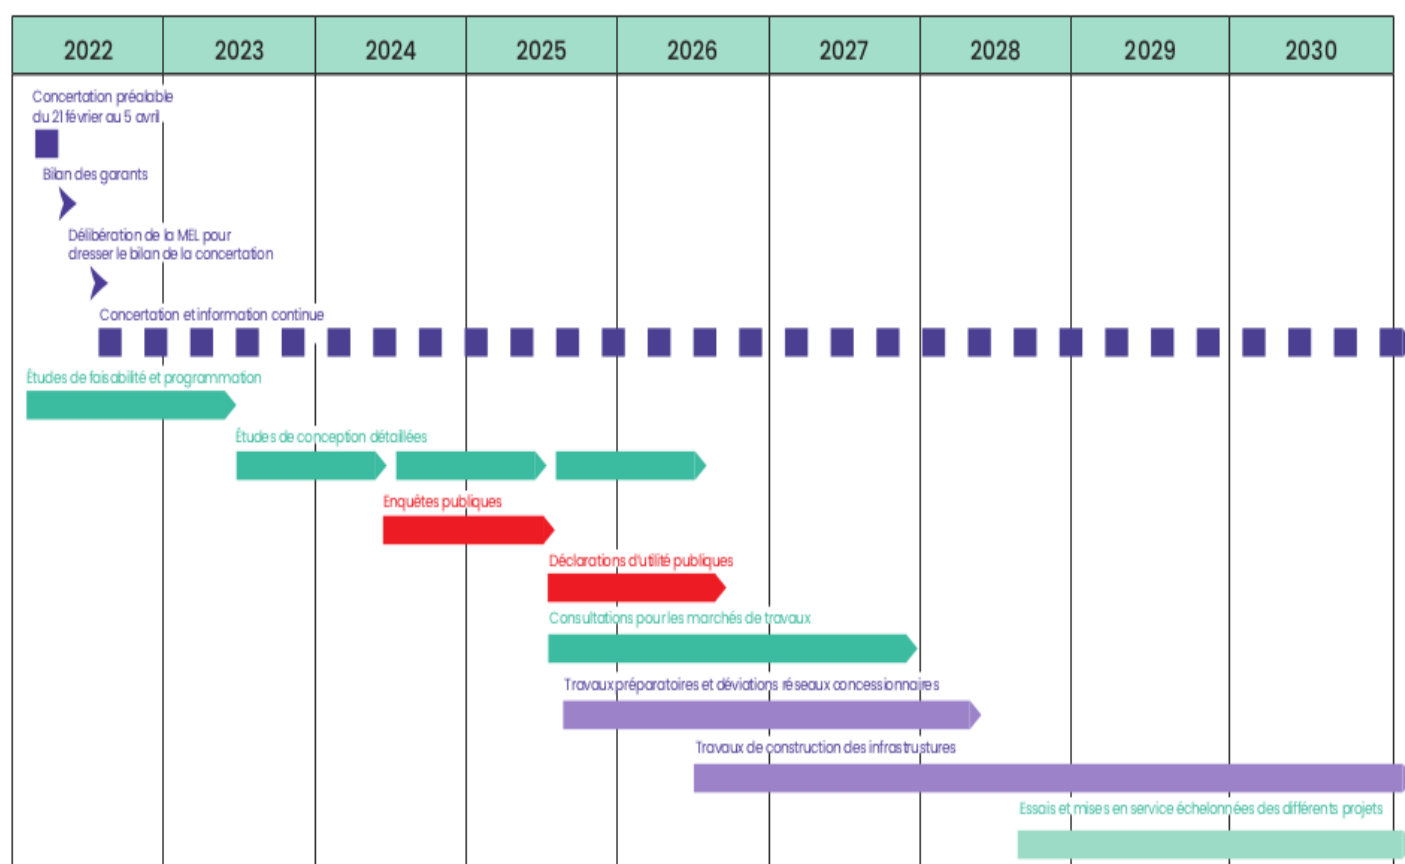 2022 2023 2024 2025 2026 2027 2028 2029 2030
Concertation préalable
du 21 février au 5 avril
Bilan des garants
Délibération de la MEL pour
dresser le bilan de la concertation
Concertation et information continue
Études de faisabilité et programmation
Études de conception détaillées
Enquêtes publiques
Déclarations d'utilité publiques
Consultations pour les marchés de travaux
Travaux préparatoires et déviations réseaux concessionnaires
Travaux de construction des infrastrustures
Essais et mises en service échelonnées des différents projets